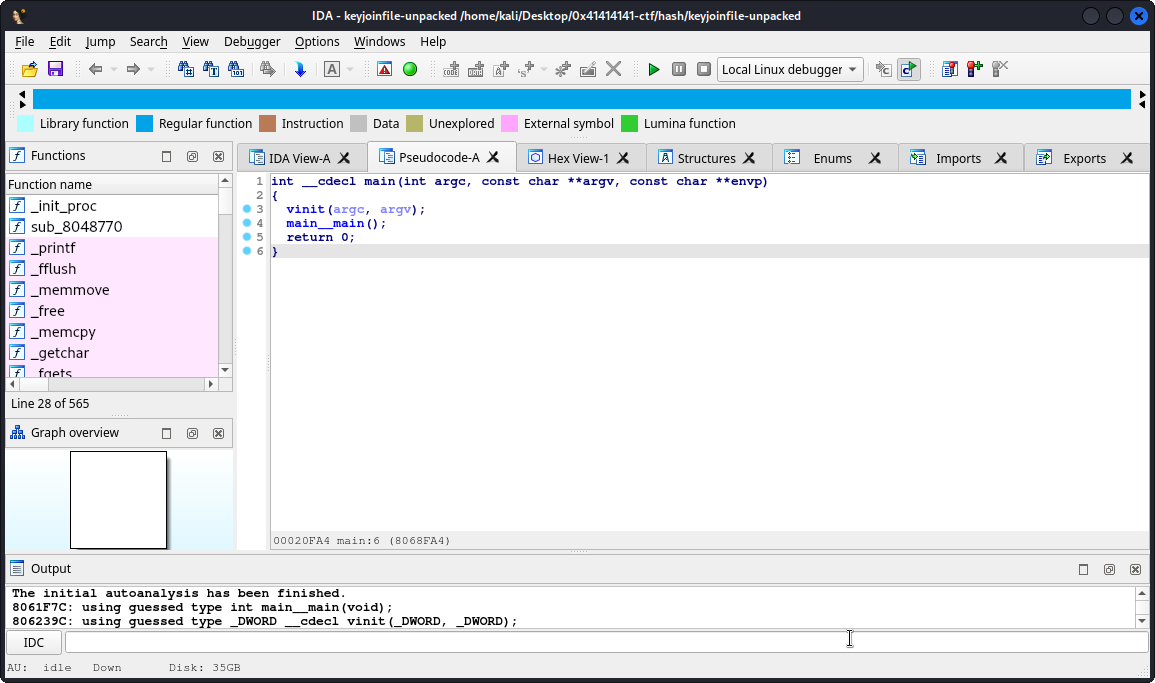 IDA - keyjoinfile-unpacked /home/kali/Desktop/0x41414141-ctf/hash/keyjoinfile-unpacked
File Edit Jump Search View Debugger Options Windows Help
Local Linux debugger
Library function Regular function Instruction Data Unexplored External symbol Lumina function
Functions
Function name
_init_proc
sub_8048770
_printf
_fflush
_memmove
_free
_memcpy
_getchar
_fgets
Line 28 of 565
Graph overview
IDA View-A Pseudocode-A Hex View-1 Structures Enums Imports Exports
1 int __cdecl main(int argc, const char **argv, const char **envp)
2 {
3 vinit(argc, argv);
4 main__main();
5 return 0;
6 }
00020FA4 main:6 (8068FA4)
Output
The initial autoanalysis has been finished.
8061F7C: using guessed type int main__main(void);
806239C: using guessed type _DWORD __cdecl vinit(_DWORD, _DWORD);
IDC
AU: idle Down Disk: 35GB